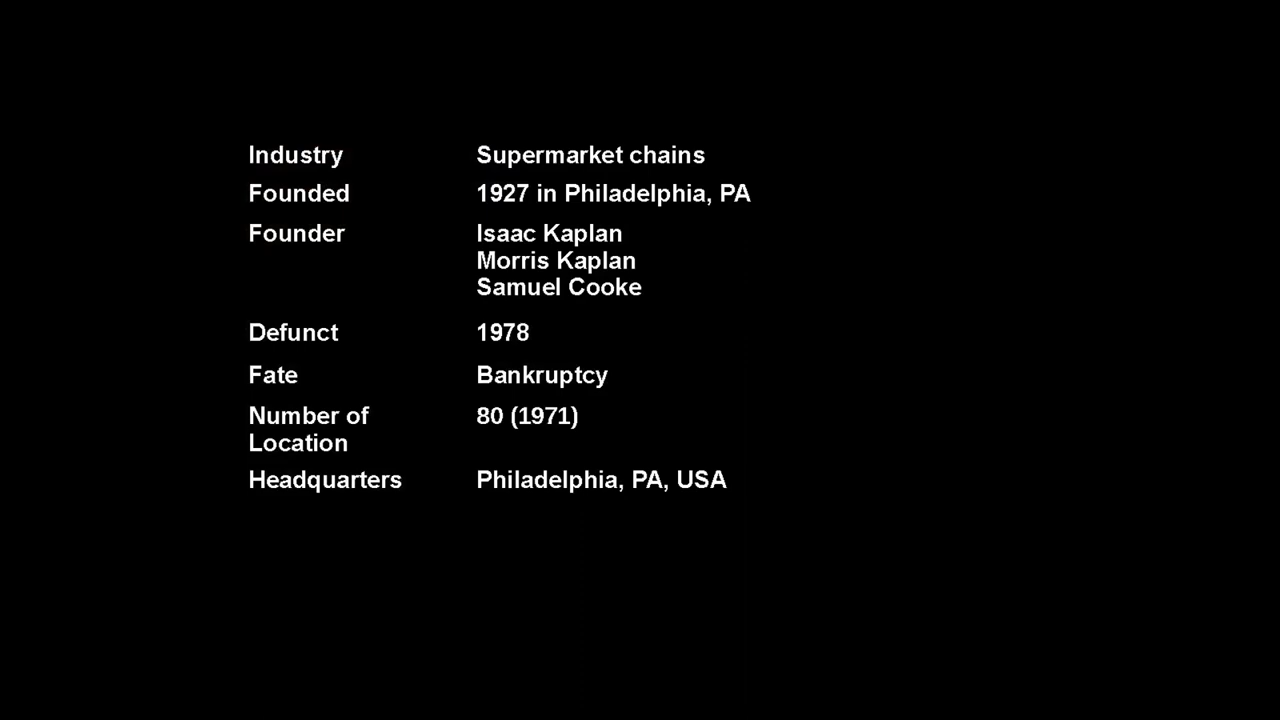 Industry Supermarket chains
Founded 1927 in Philadelphia, PA
Founder Isaac Kaplan
Morris Kaplan
Samuel Cooke
Defunct 1978
Fate Bankruptcy
Number of 80 (1971)
Location
Headquarters Philadelphia, PA, USA